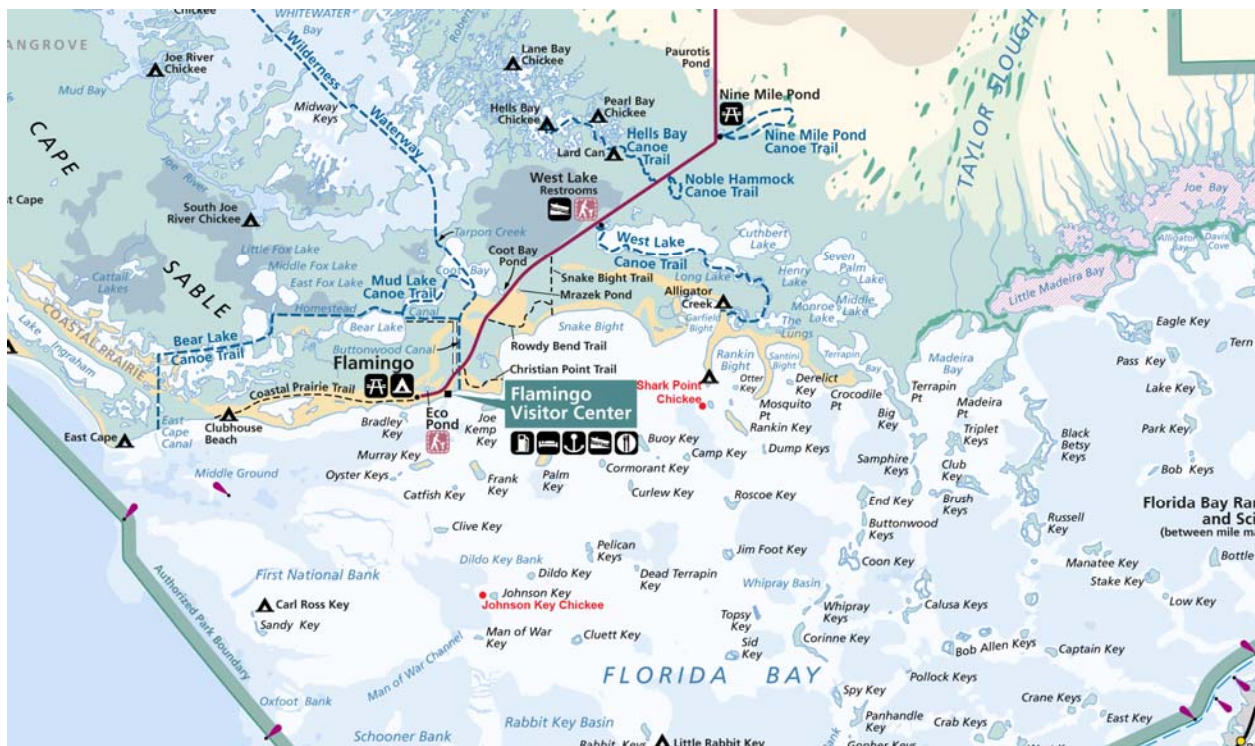 Chickee
WHITEWATER
Bay
ANGROVE
Joe River
Chickee
Mud Bay
Wilderness
Waterway
Midway
Keys
Lane Bay
Chickee
Paurotis
Pond
TAYLOR SLOUGH
Hells Bay
Chickee
Pearl Bay
Chickee
Nine Mile Pond
Nine Mile Pond
Canoe Trail
Hells Bay
Canoe
Trail
Lard Can
Noble Hammock
Canoe Trail
CAPE
SABLE
st Cape
Joe River
South Joe
River Chickee
West Lake
Restrooms
Joe Bay
Tarpon Creek
Coot Bay
Pond
Coot Bay
West Lake
Canoe Trail
Cuthbert
Lake
Long Lake
Henry
Lake
Seven
Palm
Lake
Alligator
Bay
Davis
Cove
Little Madeira Bay
Little Fox Lake
Middle Fox
Lake
East Fox Lake
Cattail
Lakes
Mud Lake
Canoe Trail
Snake Bight Trail
Mrazek Pond
Alligator
Creek
Garfield
Bight
Monroe
Lake
Middle
Lake
The
Lungs
Homestead
Canal
Bear Lake
Bear Lake
Canoe Trail
Buttonwood Canal
Snake Bight
Rowdy Bend Trail
Christian Point Trail
Lake
Ingraham
COASTAL PRAIRIE
Coastal Prairie Trail
Flamingo
Flamingo
Visitor Center
Eco
Pond
East
Cape
Canal
East Cape
Clubhouse
Beach
Rankin
Bight
Santini
Bight
Terrapin
Bay
Madeira
Bay
Shark Point
Chickee
Otter
Key
Derelict
Key
Mosquito
Pt
Crocodile
Pt
Rankin Key
Terrapin
Pt
Madeira
Pt
Big
Key
Triplet
Keys
Eagle Key
Pass Key
Tern
Lake Key
Park Key
Bob Keys
Black
Betsy
Keys
Bradley
Key
Joe
Kemp
Key
Murray Key
Oyster Keys
Catfish Key
Frank
Key
Palm
Key
Buoy Key
Camp Key
Dump Keys
Cormorant Key
Curlew Key
Roscoe Key
Samphire
Keys
Club
Key
End Key
Brush
Keys
Buttonwood
Keys
Russell
Key
Middle Ground
Clive Key
Dildo Key Bank
Dildo Key
Pelican
Keys
Dead Terrapin
Key
Jim Foot Key
Coon Key
Whipray Basin
Florida Bay Ran
and Sci
(between mile ma
Manatee Key
Stake Key
Bottle
Low Key
First National Bank
Carl Ross Key
Sandy Key
Johnson Key
Johnson Key Chickee
Man of War
Key
Cluett Key
Topsy
Key
Sid
Key
Whipray
Keys
Corinne Key
Calusa Keys
Bob Allen Keys
Captain Key
Authorized Park Boundary
Man of War Channel
FLORIDA BAY
Pollock Keys
Spy Key
Crane Keys
Panhandle
Key
Crab Keys
East Key
Oxfoot Bank
Schooner Bank
Rabbit Key Basin
Rabbit Keys
Little Rabbit Key
Gopher Keys